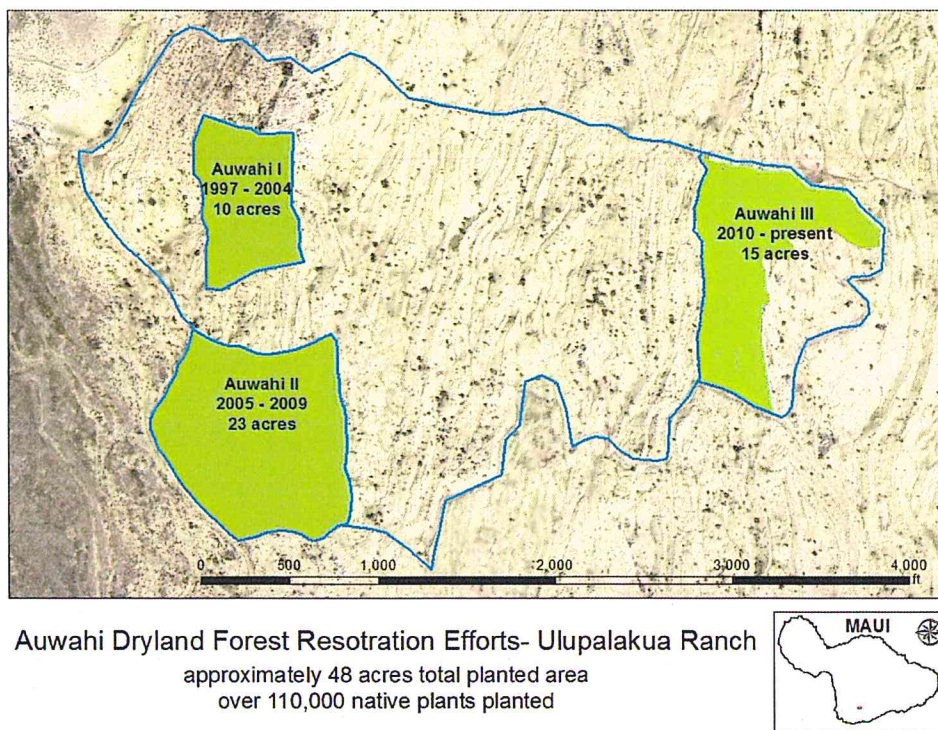 Auwahi I
1997 - 2004
10 acres
Auwahi III
2010 - present
15 acres
Auwahi II
2005 - 2009
23 acres
0 500 1,000 2,000 3,000 4,000
ft
Auwahi Dryland Forest Resotration Efforts- Ulupalakua Ranch
approximately 48 acres total planted area
over 110,000 native plants planted
MAUI